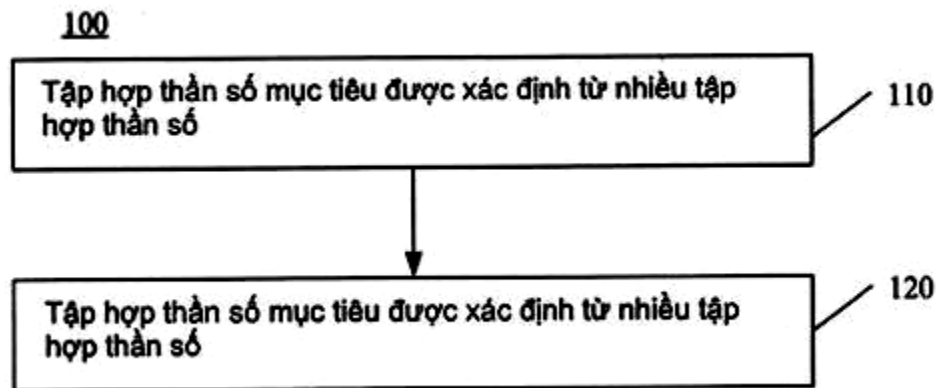 100
Tập hợp thần số mục tiêu được xác định từ nhiều tập
hợp thần số
110
Tập hợp thần số mục tiêu được xác định từ nhiều tập
hợp thần số
120